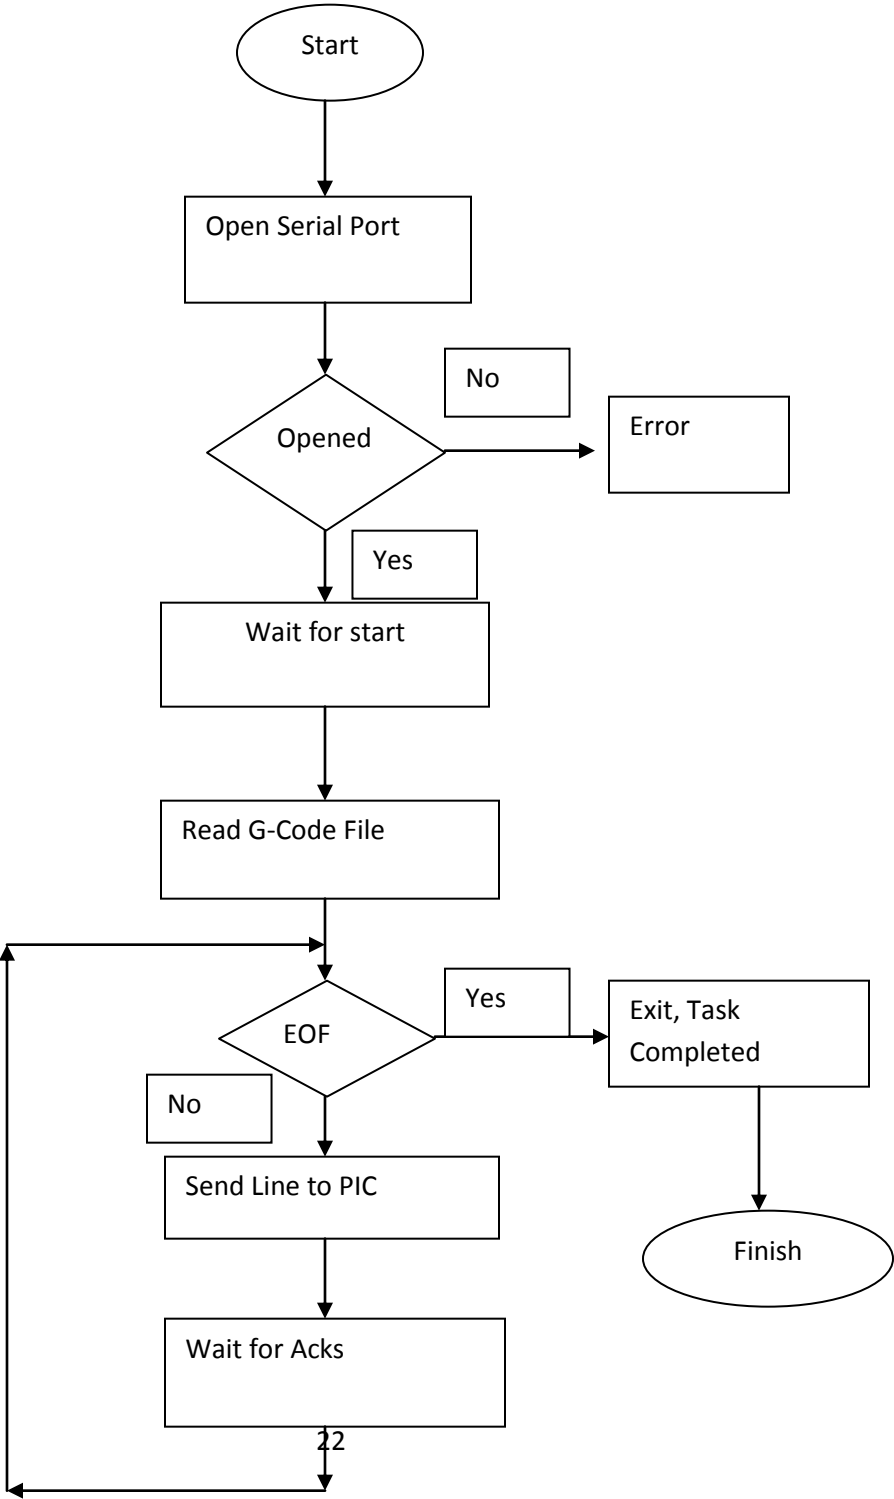 Start
Open Serial Port
No
Error
Opened
Yes
Wait for start
Read G-Code File
Yes
Exit, Task
Completed
EOF
No
Send Line to PIC
Finish
Wait for Acks
22